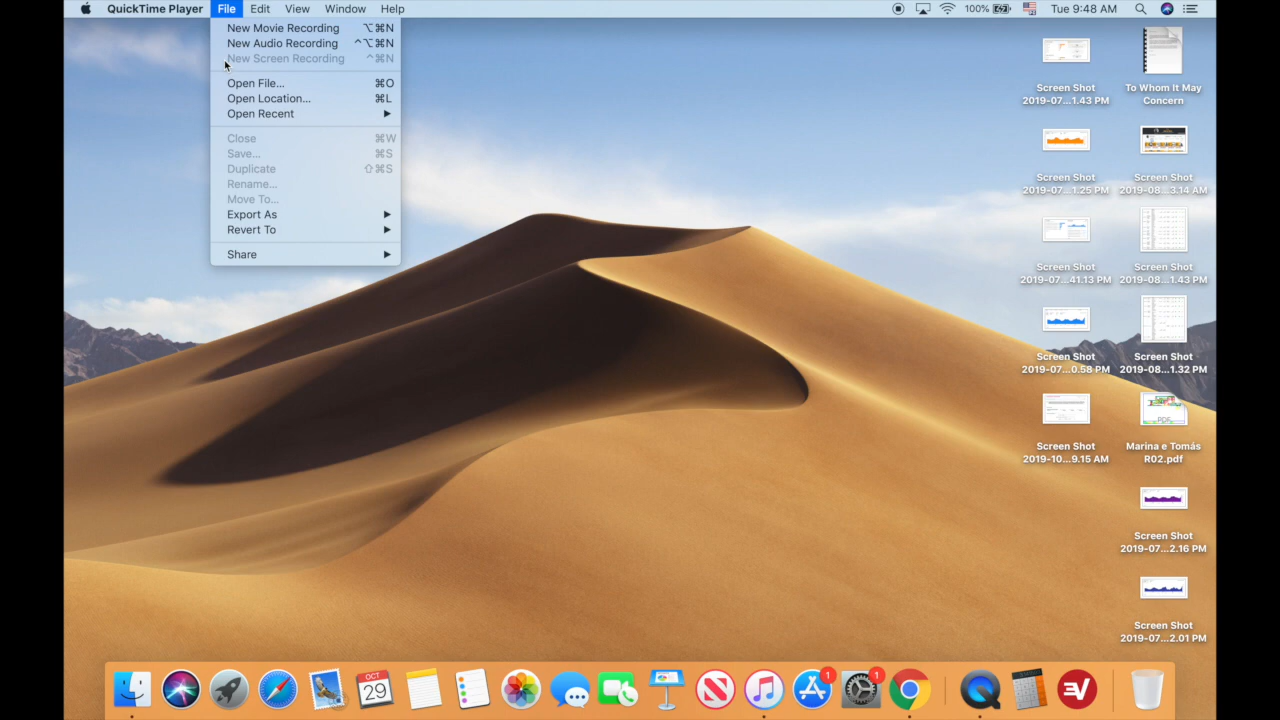 QuickTime Player File Edit View Window Help 100% Tue 9:48 AM
New Movie Recording ⌥⌘N
New Audio Recording ^⌥⌘N
New Screen Recording ^⌘N
Open File... ⌘O
Open Location... ⌘L
Open Recent
Close ⌘W
Save... ⌘S
Duplicate ⇧⌘S
Rename...
Move To...
Export As
Revert To
Share
Screen Shot
2019-07...1.43 PM
To Whom It May
Concern
Screen Shot
2019-07...1.25 PM
Screen Shot
2019-08...3.14 AM
Screen Shot
2019-07...41.13 PM
Screen Shot
2019-08...1.43 PM
Screen Shot
2019-07...0.58 PM
Screen Shot
2019-08...1.32 PM
Screen Shot
2019-10...9.15 AM
PDF
Marina e Tomás
R02.pdf
Screen Shot
2019-07...2.16 PM
Screen Shot
2019-07...2.01 PM
OCT
29
1
1